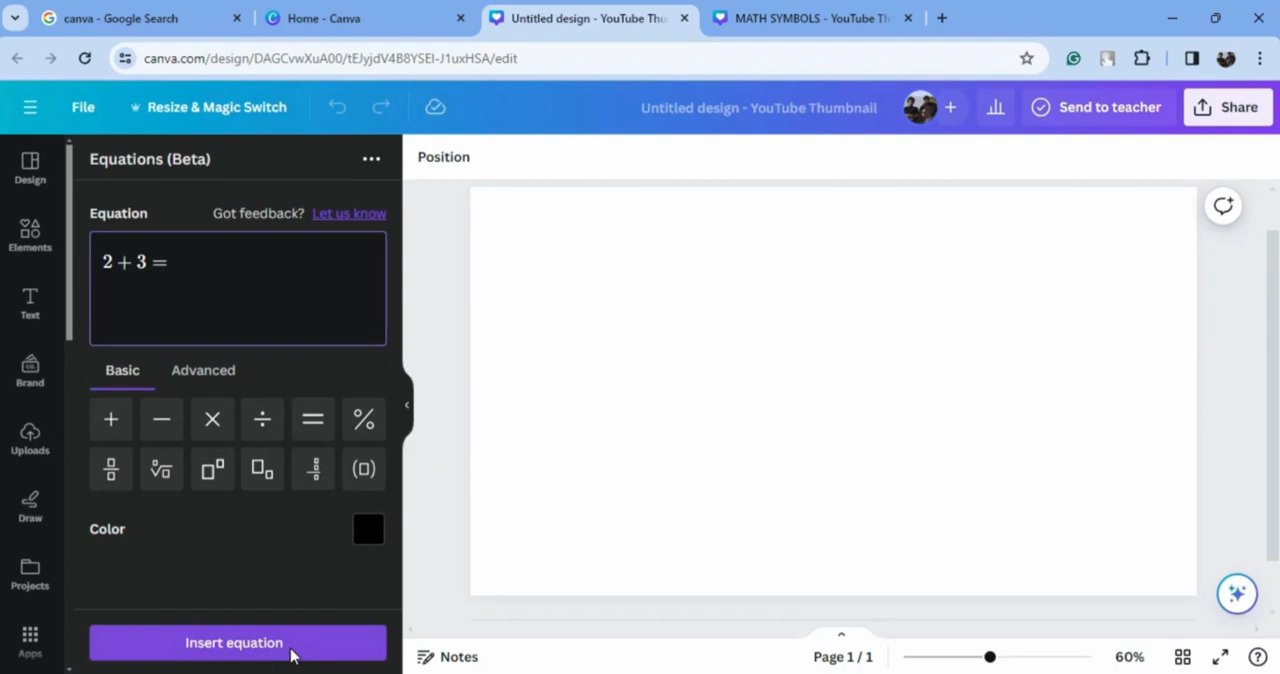 canva - Google Search
Home - Canva
Untitled design - YouTube Thu
MATH SYMBOLS - YouTube Th
canva.com/design/DAGCvwXuA00/tEJyjdV4B8YSEI-J1uxHSA/edit
File
Resize & Magic Switch
Untitled design - YouTube Thumbnail
Send to teacher
Share
Design
Elements
Text
Brand
Uploads
Draw
Projects
Apps
Equations (Beta)
Equation
Got feedback? Let us know
2 + 3 =
Basic
Advanced
+ − × ÷ = %
Color
Insert equation
Position
Notes
Page 1 / 1
60%